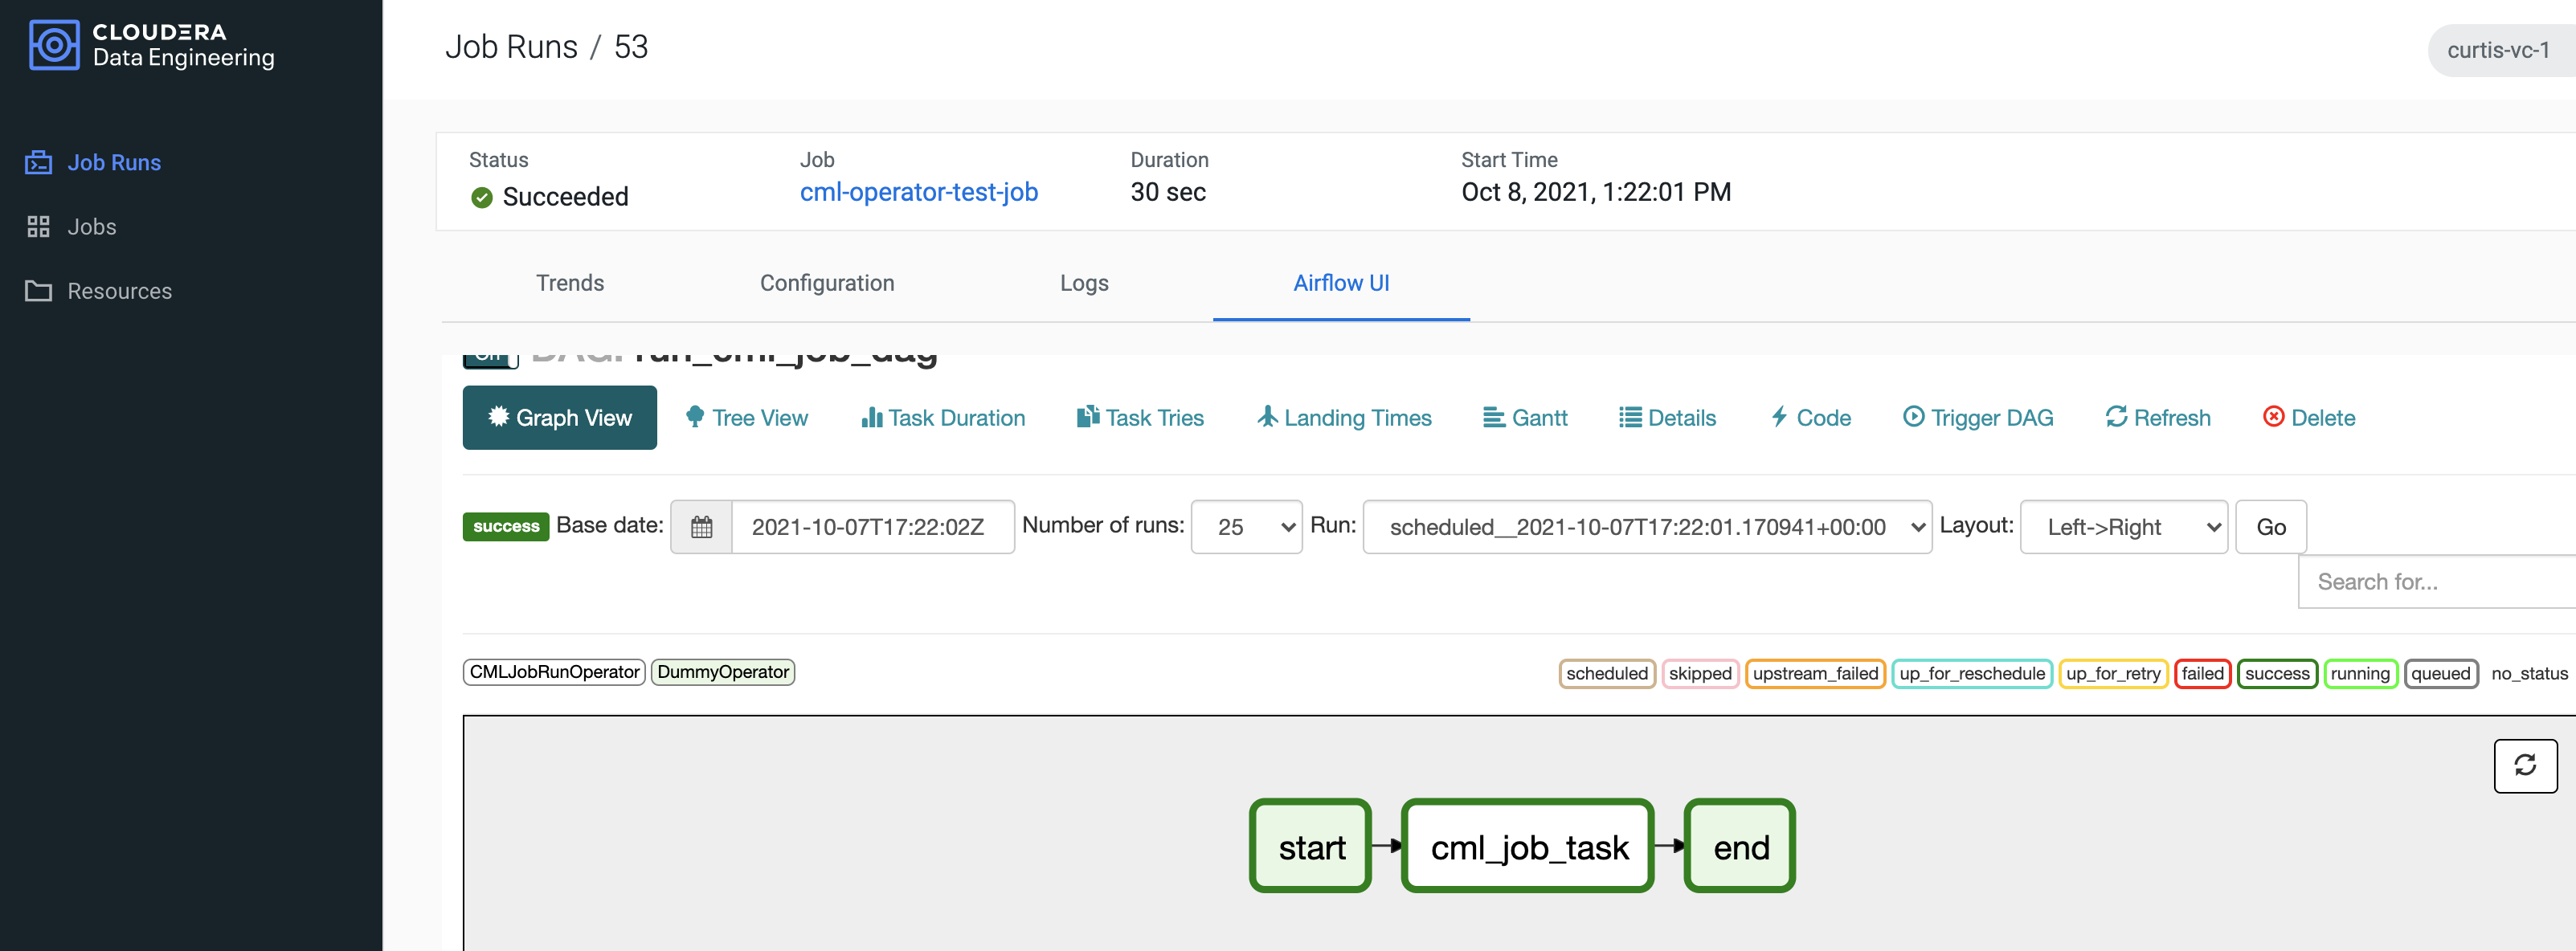 CLOUDERA
Data Engineering
Job Runs / 53
curtis-vc-1
Job Runs
Jobs
Resources
Status
Succeeded
Job
cml-operator-test-job
Duration
30 sec
Start Time
Oct 8, 2021, 1:22:01 PM
Trends Configuration Logs Airflow UI
On DAG: run_cml_job_dag
Graph View Tree View Task Duration Task Tries Landing Times Gantt Details Code Trigger DAG Refresh Delete
success Base date: 2021-10-07T17:22:02Z Number of runs: 25 Run: scheduled__2021-10-07T17:22:01.170941+00:00 Layout: Left->Right Go
Search for...
CMLJobRunOperator DummyOperator scheduled skipped upstream_failed up_for_reschedule up_for_retry failed success running queued no_status
start cml_job_task end